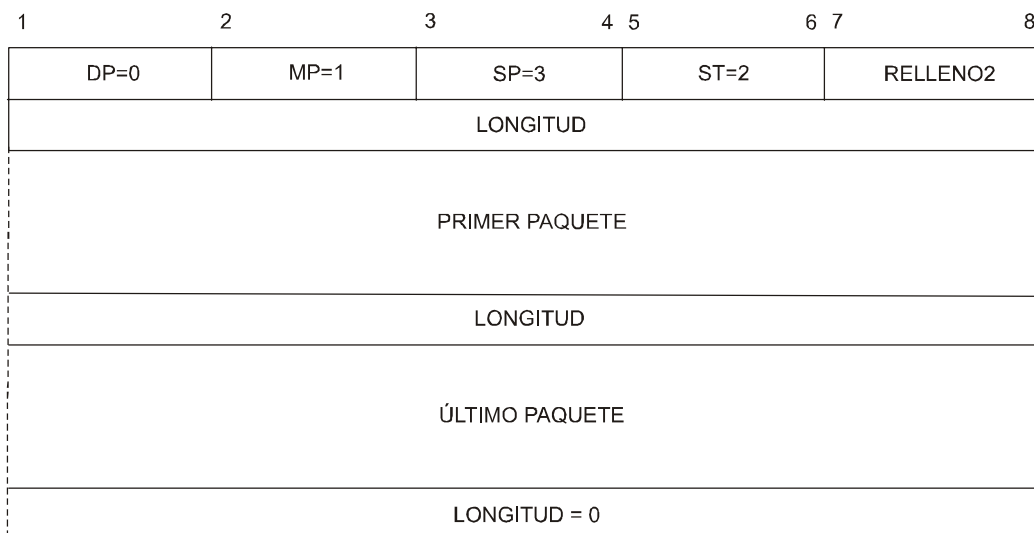 1 2 3 4 5 6 7 8
DP=0 MP=1 SP=3 ST=2 RELLENO2
LONGITUD
PRIMER PAQUETE
LONGITUD
ÚLTIMO PAQUETE
LONGITUD = 0